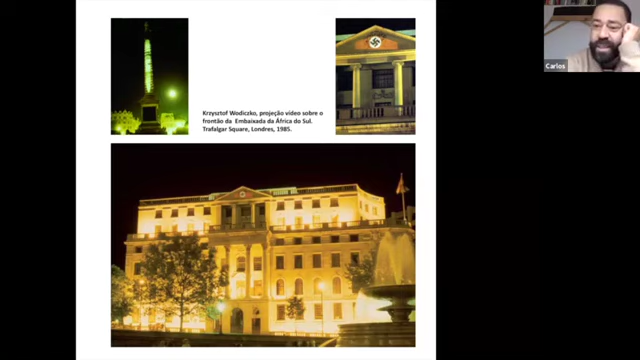 Krzysztof Wodiczko, projeção vídeo sobre o
frontão da Embaixada da África do Sul.
Trafalgar Square, Londres, 1985.
Carlos